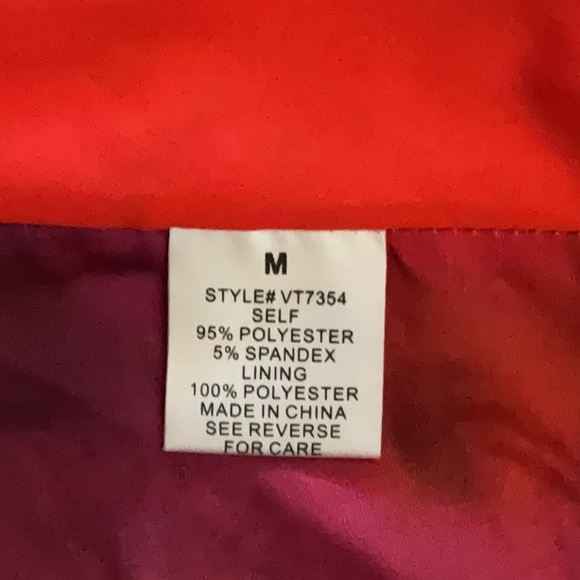 M
STYLE# VT7354
SELF
95% POLYESTER
5% SPANDEX
LINING
100% POLYESTER
MADE IN CHINA
SEE REVERSE
FOR CARE